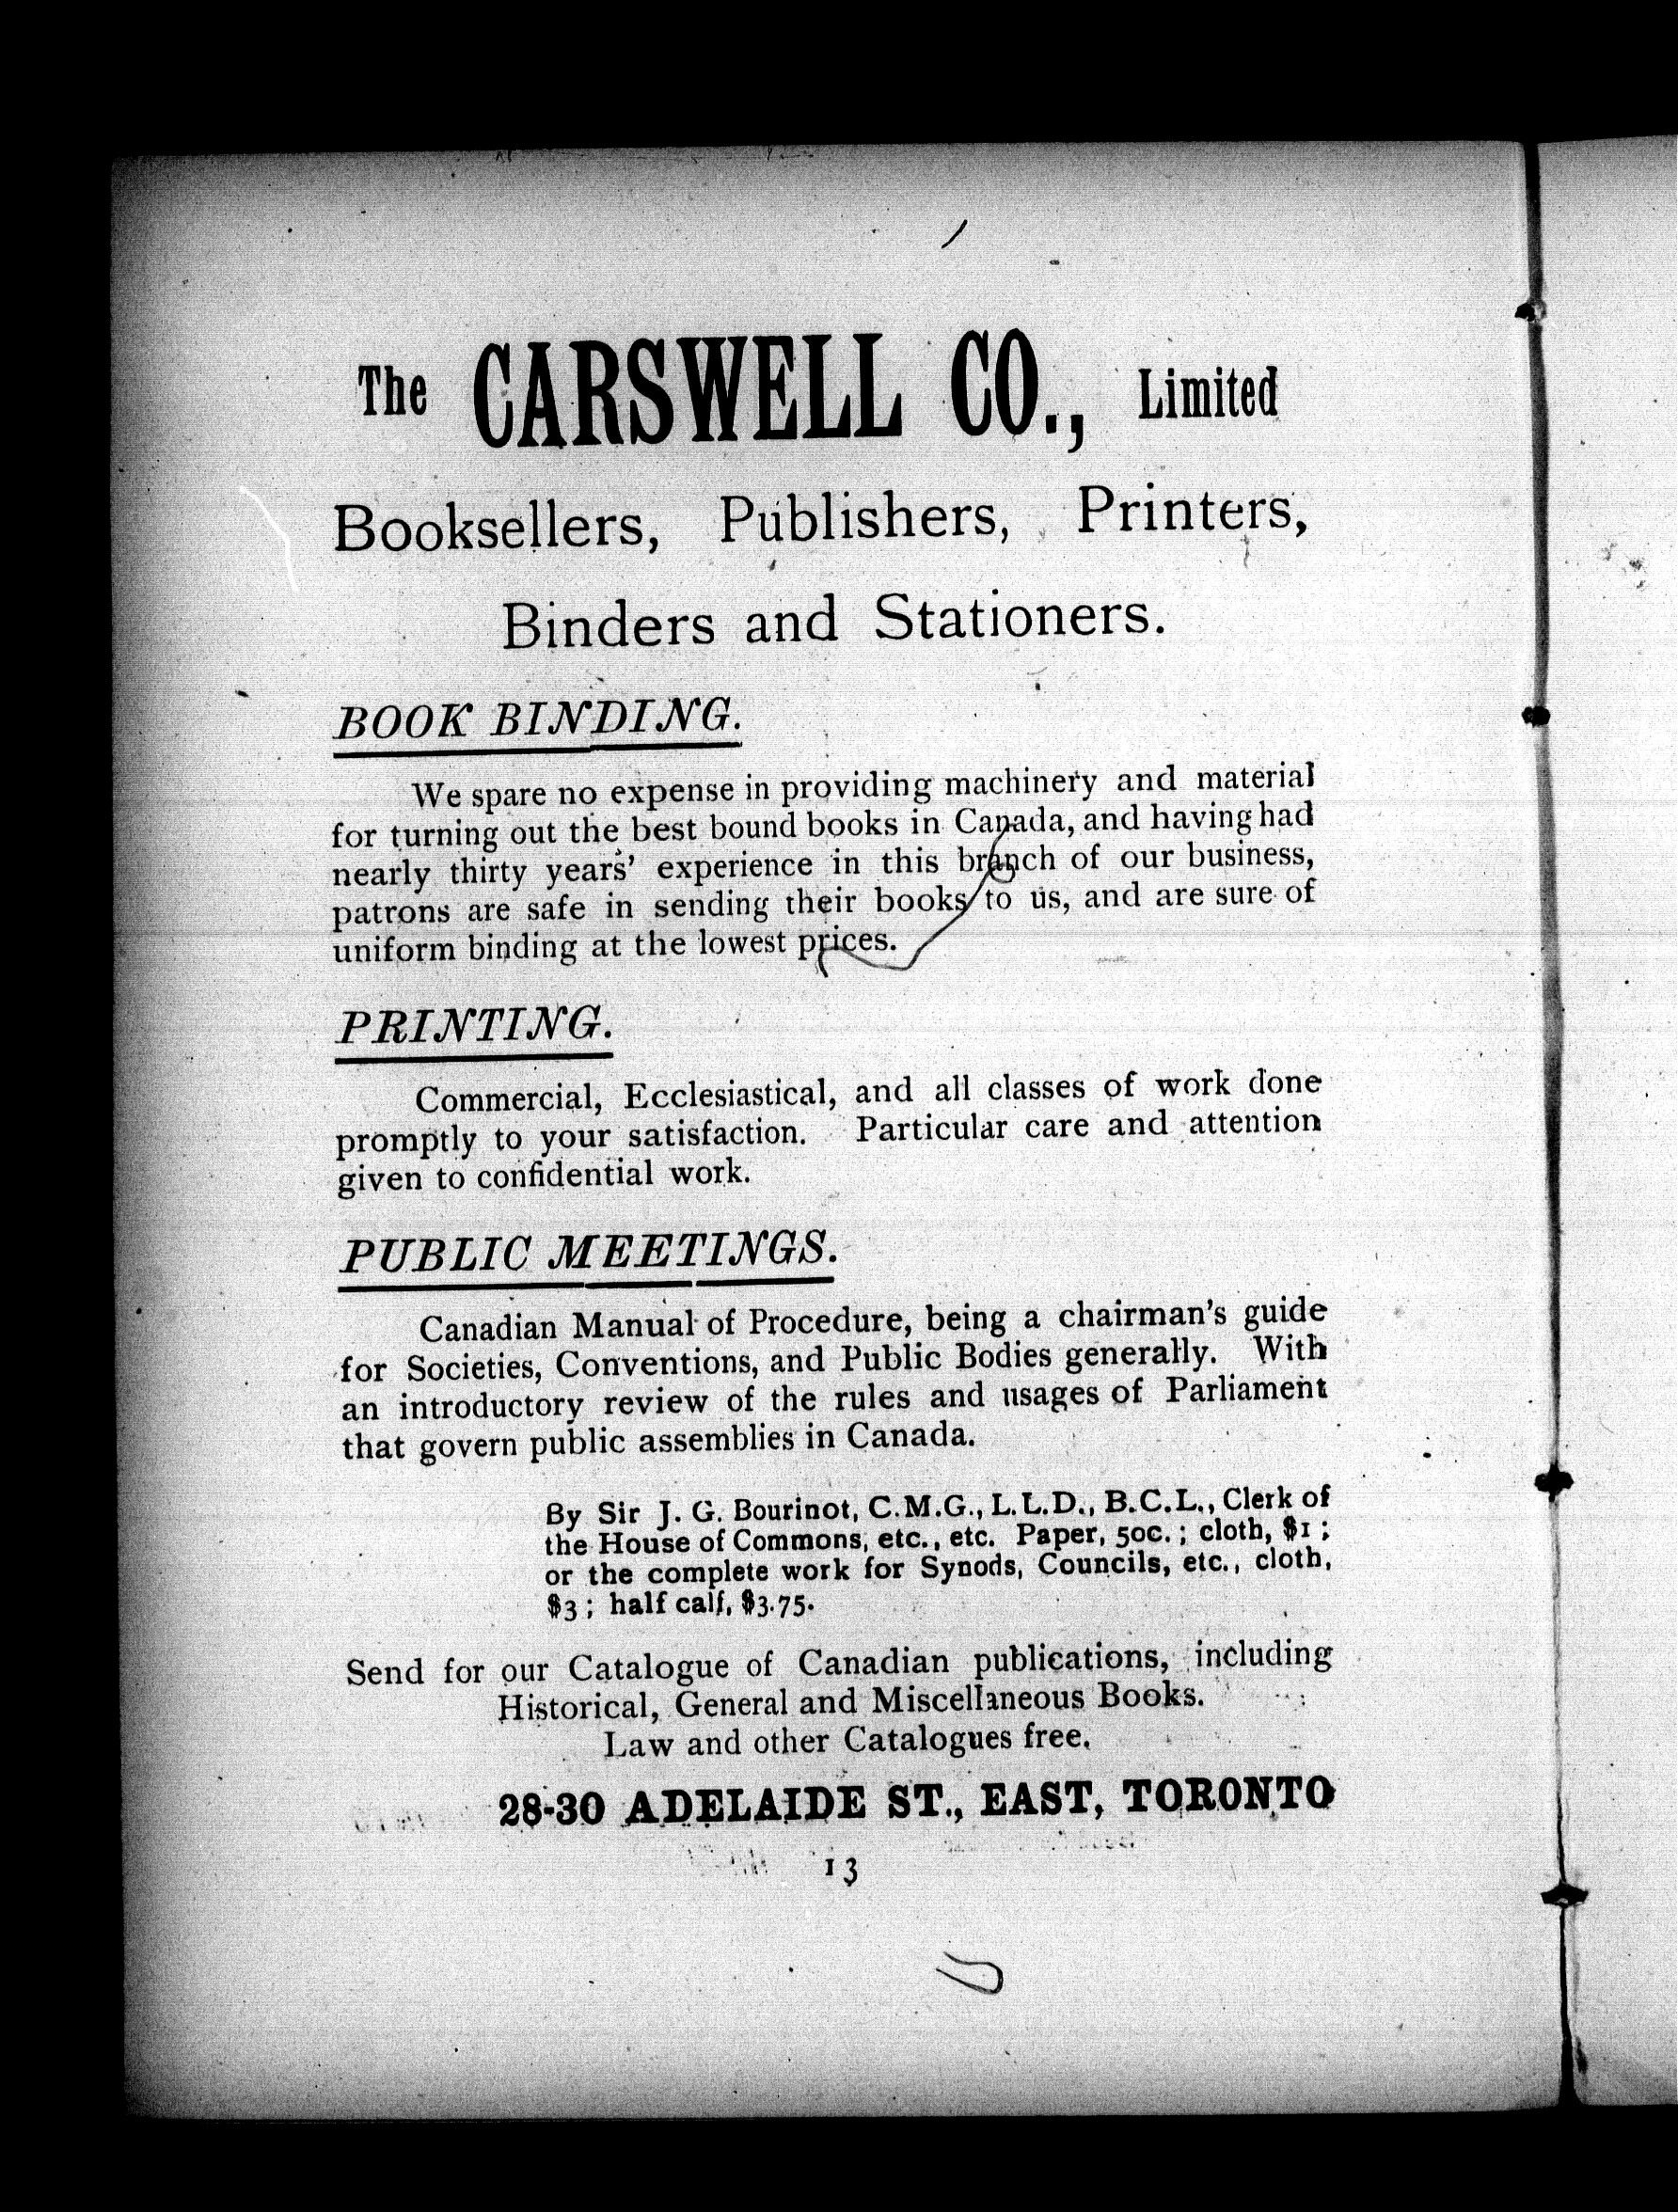 The CARSWELL CO., Limited
Booksellers, Publishers, Printers,
Binders and Stationers.
BOOK BINDING.
We spare no expense in providing machinery and material
for turning out the best bound books in Canada, and having had
nearly thirty years' experience in this branch of our business,
patrons are safe in sending their books to us, and are sure of
uniform binding at the lowest prices.
PRINTING.
Commercial, Ecclesiastical, and all classes of work done
promptly to your satisfaction. Particular care and attention
given to confidential work.
PUBLIC MEETINGS.
Canadian Manual of Procedure, being a chairman's guide
for Societies, Conventions, and Public Bodies generally. With
an introductory review of the rules and usages of Parliament
that govern public assemblies in Canada.
By Sir J. G. Bourinot, C.M.G., L.L.D., B.C.L., Clerk of
the House of Commons, etc., etc. Paper, 50c.; cloth, $1;
or the complete work for Synods, Councils, etc., cloth,
$3; half calf, $3.75.
Send for our Catalogue of Canadian publications, including
Historical, General and Miscellaneous Books.
Law and other Catalogues free.
28-30 ADELAIDE ST., EAST, TORONTO
13